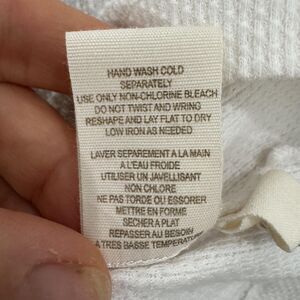 HAND WASH COLD
SEPARATELY
USE ONLY NON-CHLORINE BLEACH
DO NOT TWIST AND WRING
RESHAPE AND LAY FLAT TO DRY
LOW IRON AS NEEDED
LAVER SEPAREMENT A LA MAIN
A L'EAU FROIDE
UTILISER UN JAVELLISANT
NON CHLORE
NE PAS TORDE OU ESSORER
METTRE EN FORME
SECHER A PLAT
REPASSER AU BESOIN
A TRES BASSE TEMPERATURE